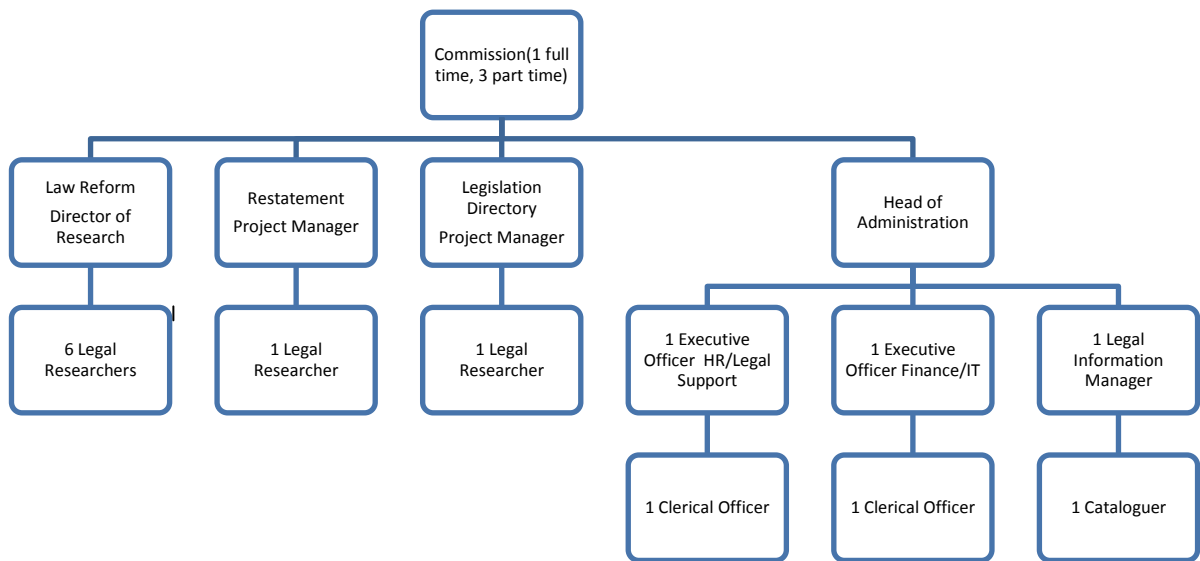 Commission(1 full
time, 3 part time)
Law Reform
Director of
Research
Restatement
Project Manager
Legislation
Directory
Project Manager
Head of
Administration
6 Legal
Researchers
1 Legal
Researcher
1 Legal
Researcher
1 Executive
Officer HR/Legal
Support
1 Executive
Officer Finance/IT
1 Legal
Information
Manager
1 Clerical Officer
1 Clerical Officer
1 Cataloguer